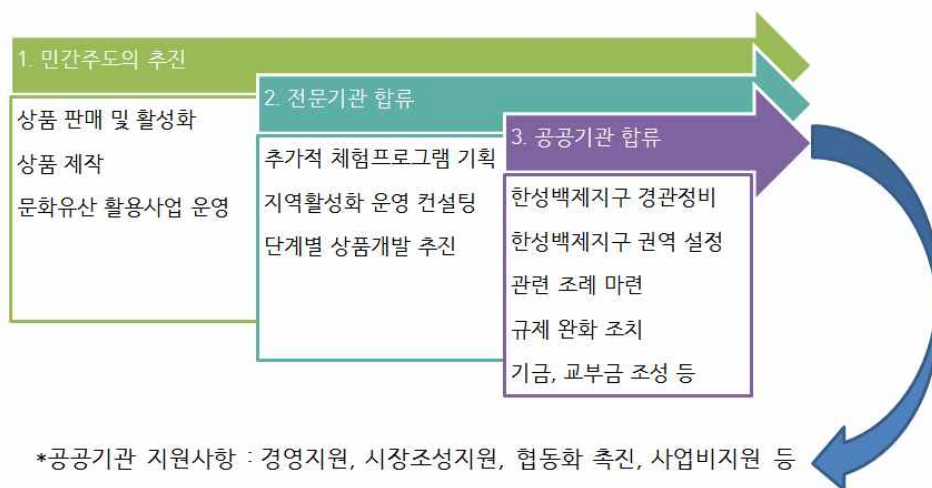 1. 민간주도의 추진
상품 판매 및 활성화
상품 제작
문화유산 활용사업 운영
2. 전문기관 합류
추가적 체험프로그램 기획
지역활성화 운영 컨설팅
단계별 상품개발 추진
3. 공공기관 합류
한성백제지구 경관정비
한성백제지구 권역 설정
관련 조례 마련
규제 완화 조치
기금, 교부금 조성 등
*공공기관 지원사항 : 경영지원, 시장조성지원, 협동화 촉진, 사업비지원 등